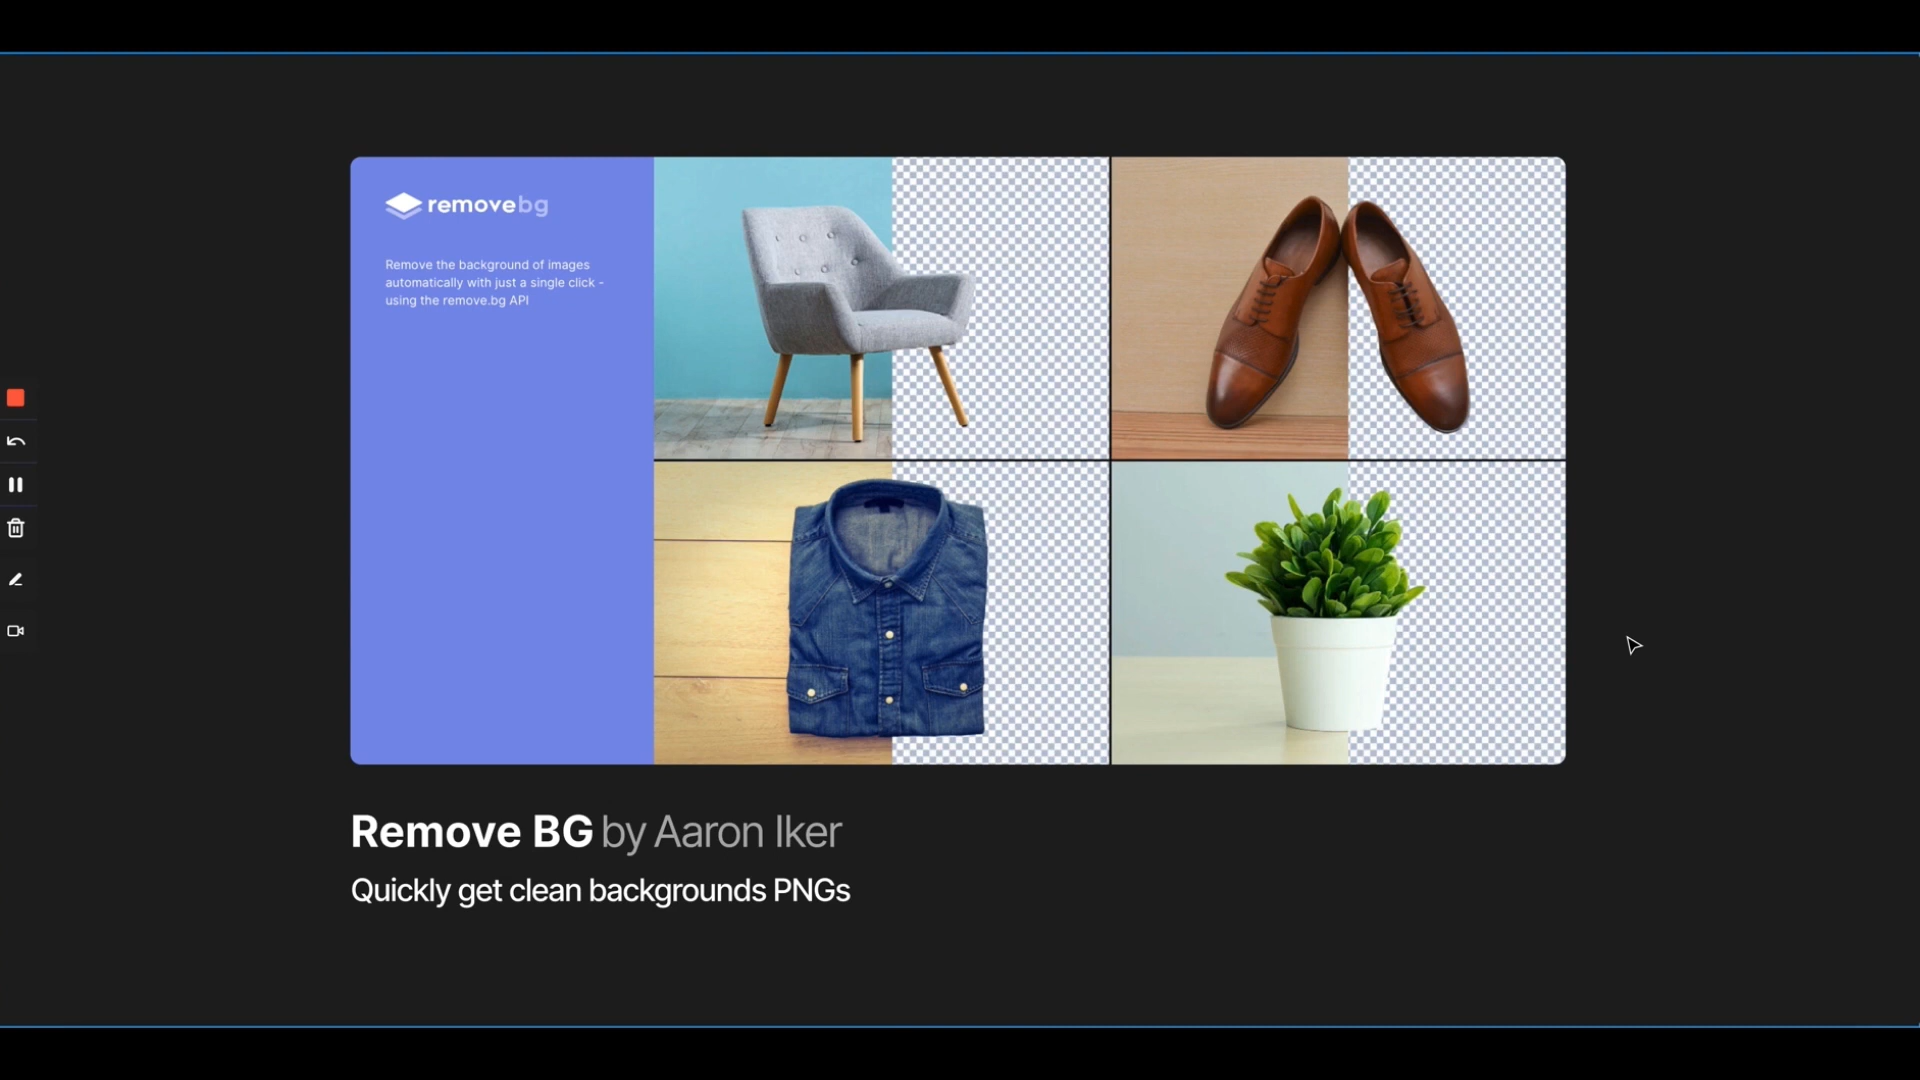 removebg
Remove the background of images
automatically with just a single click -
using the remove.bg API
Remove BG by Aaron Iker
Quickly get clean backgrounds PNGs